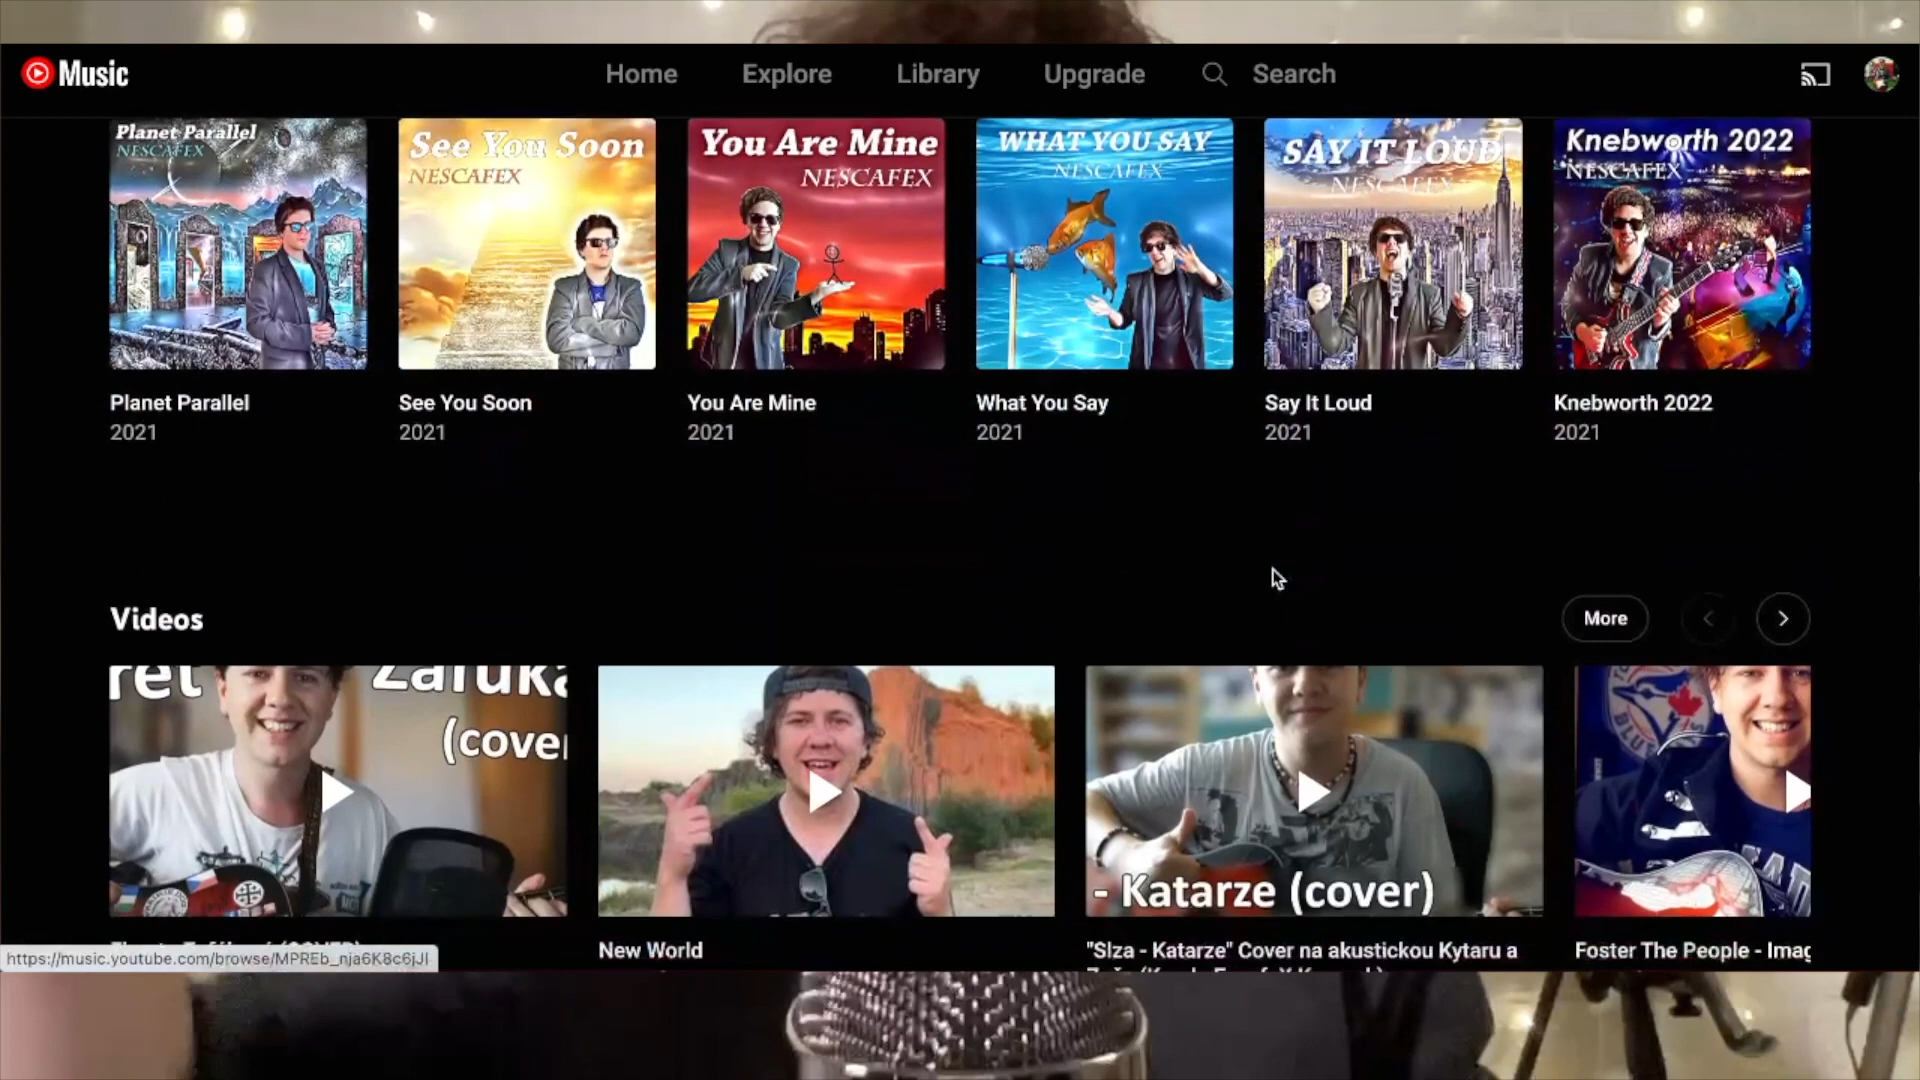 Music
Home
Explore
Library
Upgrade
Search
Planet Parallel
NESCAFEX
See You Soon
NESCAFEX
You Are Mine
NESCAFEX
WHAT YOU SAY
NESCAFEX
SAY IT LOUD
NESCAFEX
Knebworth 2022
NESCAFEX
Planet Parallel
2021
See You Soon
2021
You Are Mine
2021
What You Say
2021
Say It Loud
2021
Knebworth 2022
2021
Videos
More
(cover
- Katarze (cover)
New World
"Slza - Katarze" Cover na akustickou Kytaru a
Foster The People - Imag
https://music.youtube.com/browse/MPREb_nja6K8c6jJI